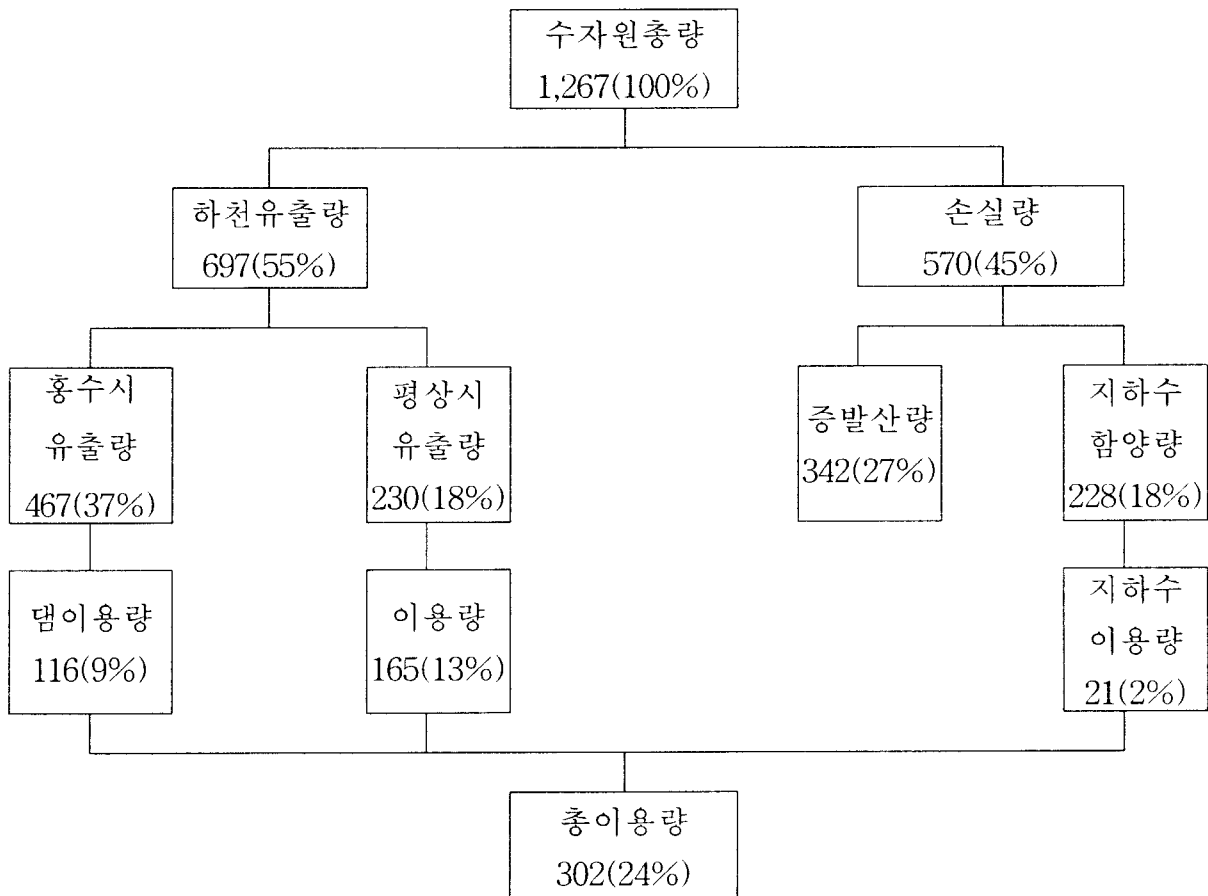 수자원총량
1,267(100%)
하천유출량
697(55%)
손실량
570(45%)
홍수시
유출량
467(37%)
평상시
유출량
230(18%)
증발산량
342(27%)
지하수
함양량
228(18%)
댐이용량
116(9%)
이용량
165(13%)
지하수
이용량
21(2%)
총이용량
302(24%)